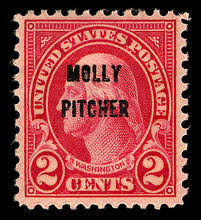 UNITED STATES POSTAGE
MOLLY
PITCHER
WASHINGTON
2 2
CENTS